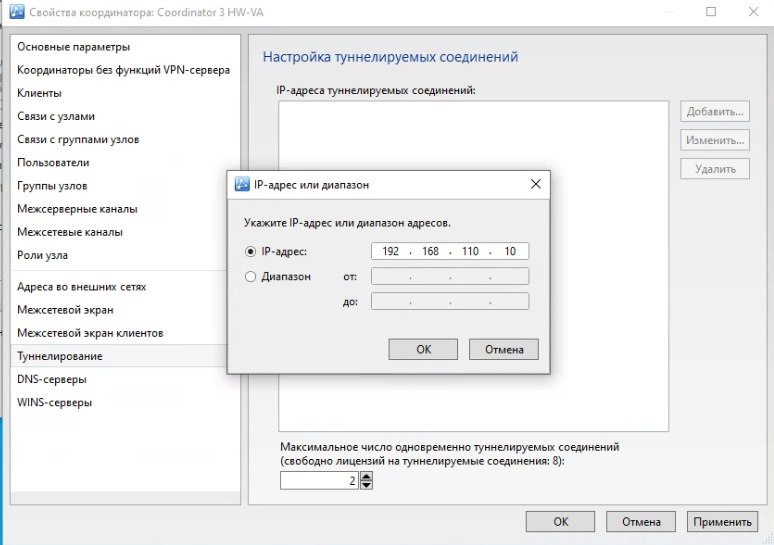 Свойства координатора: Coordinator 3 HW-VA
Основные параметры
Координаторы без функций VPN-сервера
Клиенты
Связи с узлами
Связи с группами узлов
Пользователи
Группы узлов
Межсерверные каналы
Межсетевые каналы
Роли узла
Адреса во внешних сетях
Межсетевой экран
Межсетевой экран клиентов
Туннелирование
DNS-серверы
WINS-серверы
Настройка туннелируемых соединений
IP-адреса туннелируемых соединений:
Добавить...
Изменить...
Удалить
IP-адрес или диапазон
Укажите IP-адрес или диапазон адресов.
IP-адрес: 192 . 168 . 110 . 10
Диапазон от: . . .
до: . . .
OK Отмена
Максимальное число одновременно туннелируемых соединений
(свободно лицензий на туннелируемые соединения: 8):
2
OK Отмена Применить